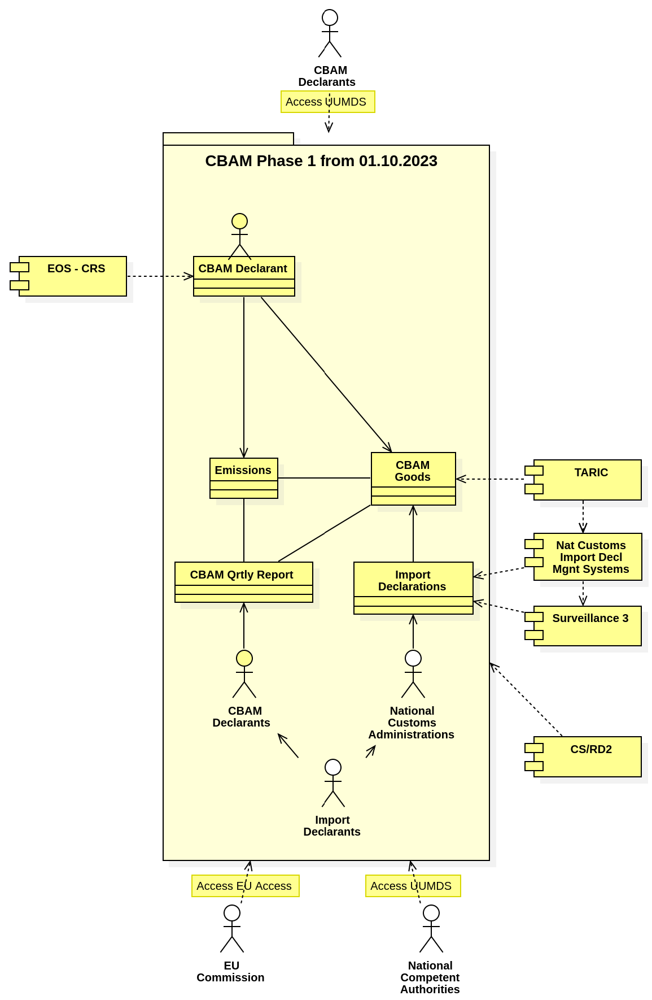 CBAM
Declarants
Access UUMDS
CBAM Phase 1 from 01.10.2023
EOS - CRS
CBAM Declarant
Emissions
CBAM
Goods
TARIC
Nat Customs
Import Decl
Mgnt Systems
CBAM Qrtly Report
Import
Declarations
Surveillance 3
CBAM
Declarants
National
Customs
Administrations
CS/RD2
Import
Declarants
Access EU Access
Access UUMDS
EU
Commission
National
Competent
Authorities